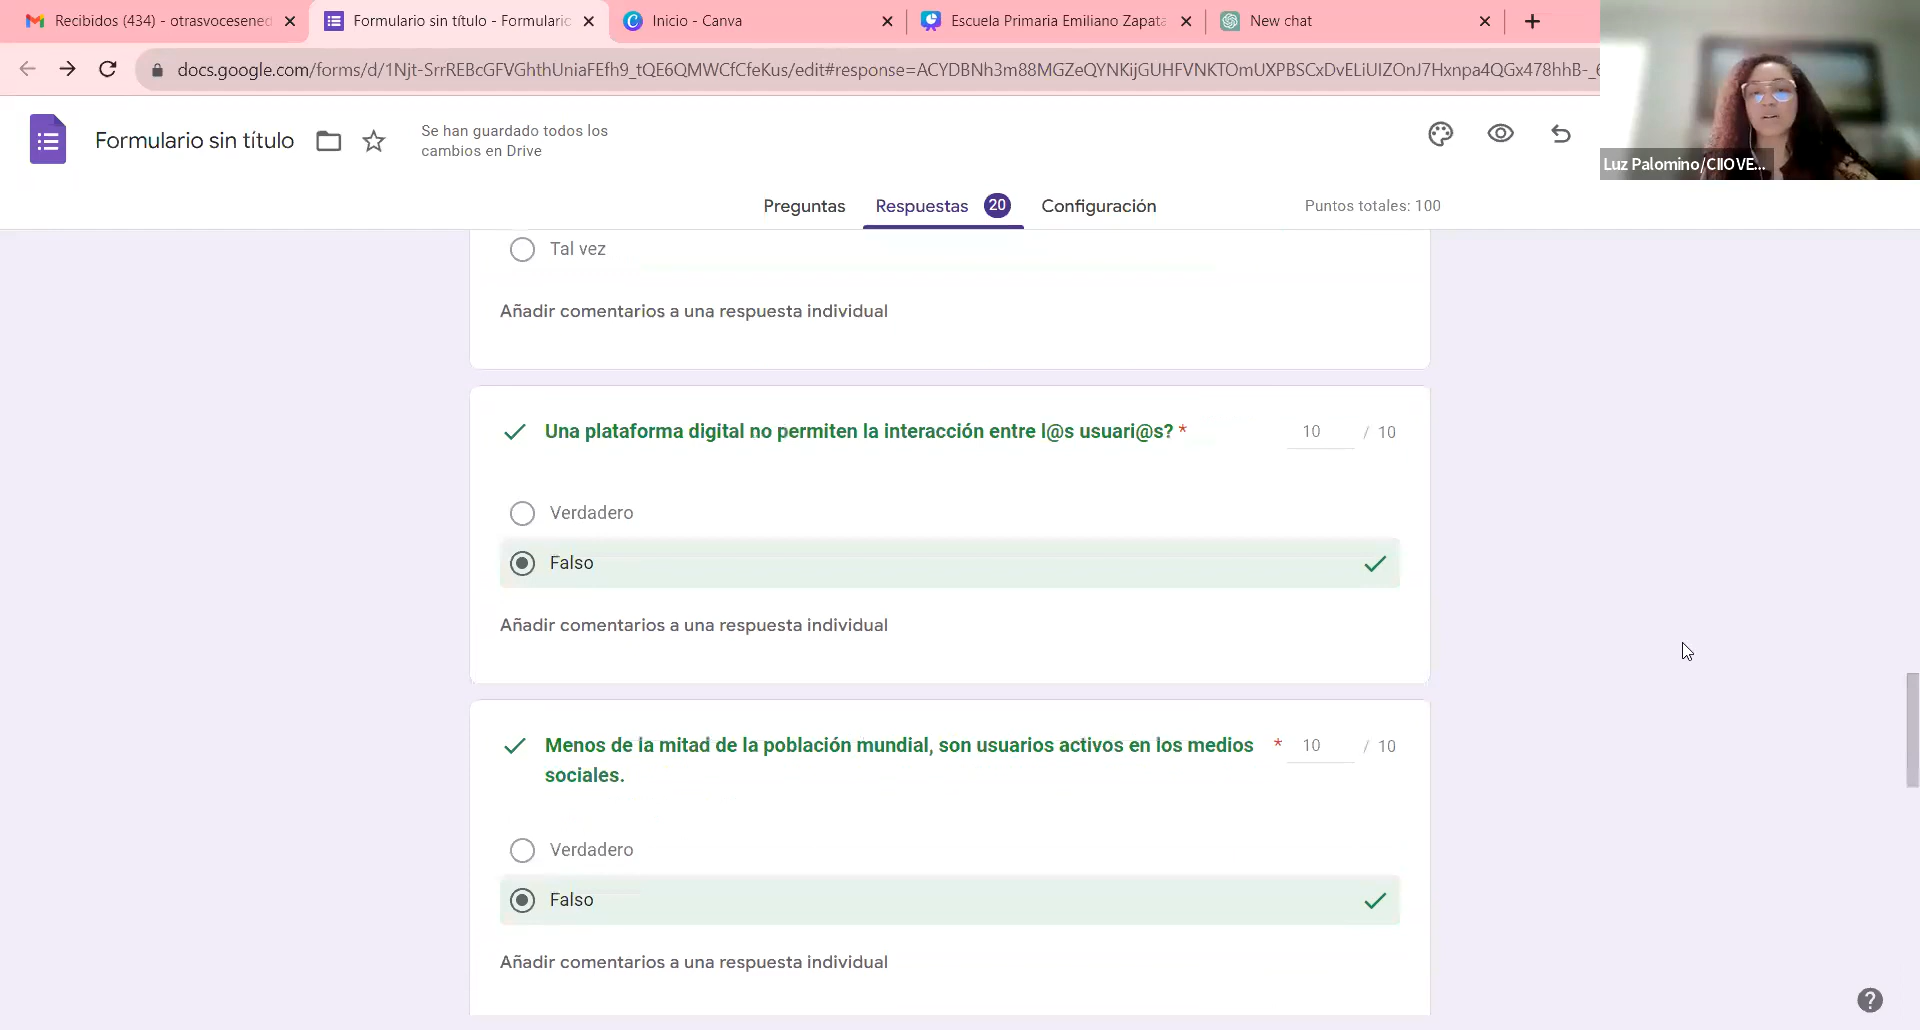 Recibidos (434) - otrasvocesened
Formulario sin título - Formularic
Inicio - Canva
Escuela Primaria Emiliano Zapata
New chat
docs.google.com/forms/d/1Njt-SrrREBcGFVGhthUniaFEfh9_tQE6QMWCfCfeKus/edit#response=ACYDBNh3m88MGZeQYNKijGUHFVNKTOmUXPBSCxDvELiUIZOnJ7Hxnpa4QGx478hhB-_6
Formulario sin título
Se han guardado todos los
cambios en Drive
Luz Palomino/CIIOVE...
Preguntas
Respuestas 20
Configuración
Puntos totales: 100
Tal vez
Añadir comentarios a una respuesta individual
Una plataforma digital no permiten la interacción entre l@s usuari@s? * 10 / 10
Verdadero
Falso
Añadir comentarios a una respuesta individual
Menos de la mitad de la población mundial, son usuarios activos en los medios * 10 / 10
sociales.
Verdadero
Falso
Añadir comentarios a una respuesta individual